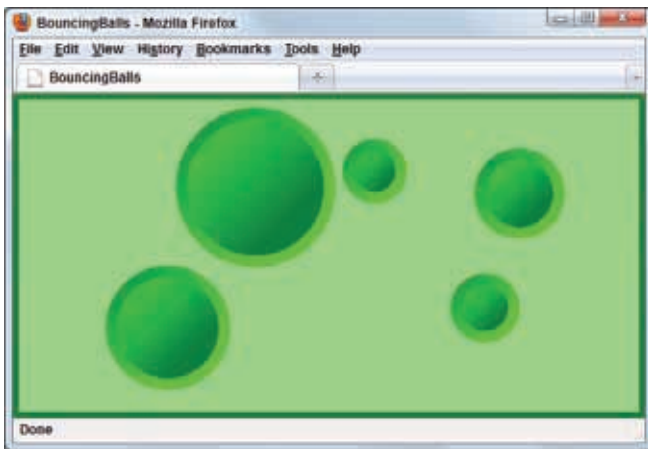 BouncingBalls - Mozilla Firefox
File Edit View History Bookmarks Tools Help
BouncingBalls
Done